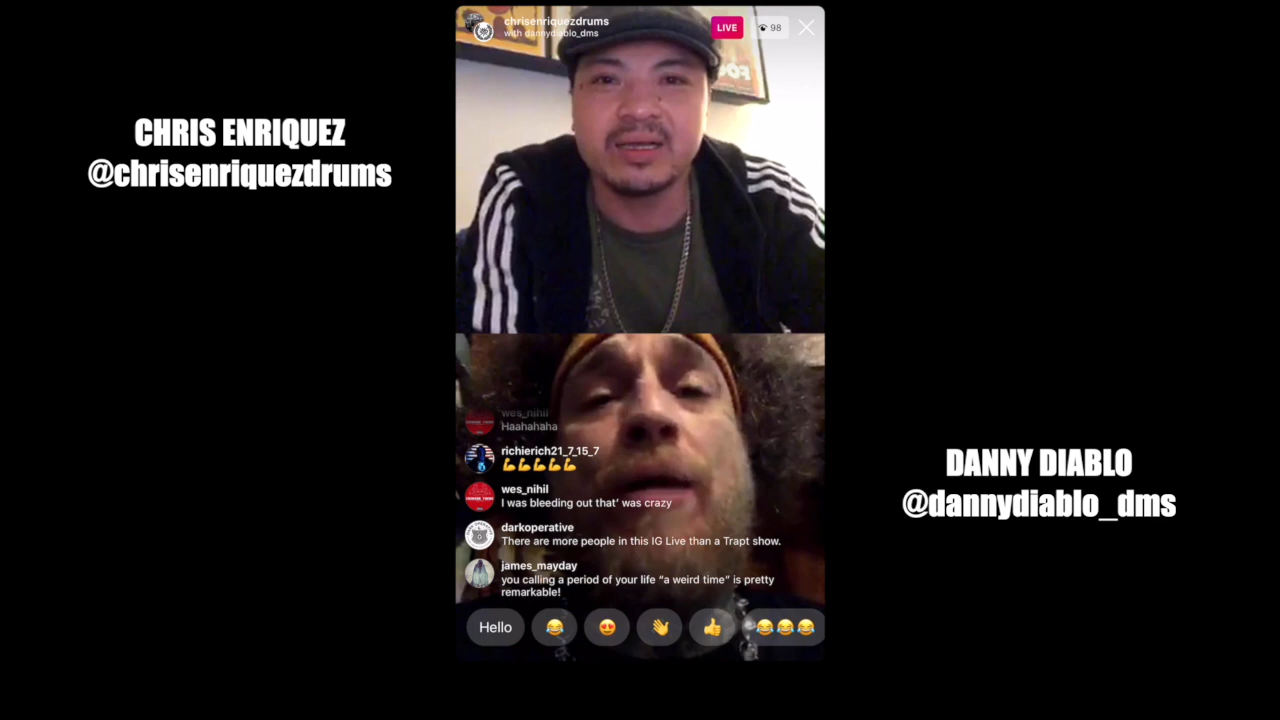 chrisenriquezdrums
with dannydiablo_dms
LIVE
98
CHRIS ENRIQUEZ
@chrisenriquezdrums
wes_nihil
Haahahaha
richierich21_7_15_7
💪💪💪💪💪
wes_nihil
I was bleeding out that’ was crazy
darkoperative
There are more people in this IG Live than a Trapt show.
james_mayday
you calling a period of your life “a weird time” is pretty
remarkable!
Hello 😂 😍 👋 👍 😂😂😂
DANNY DIABLO
@dannydiablo_dms